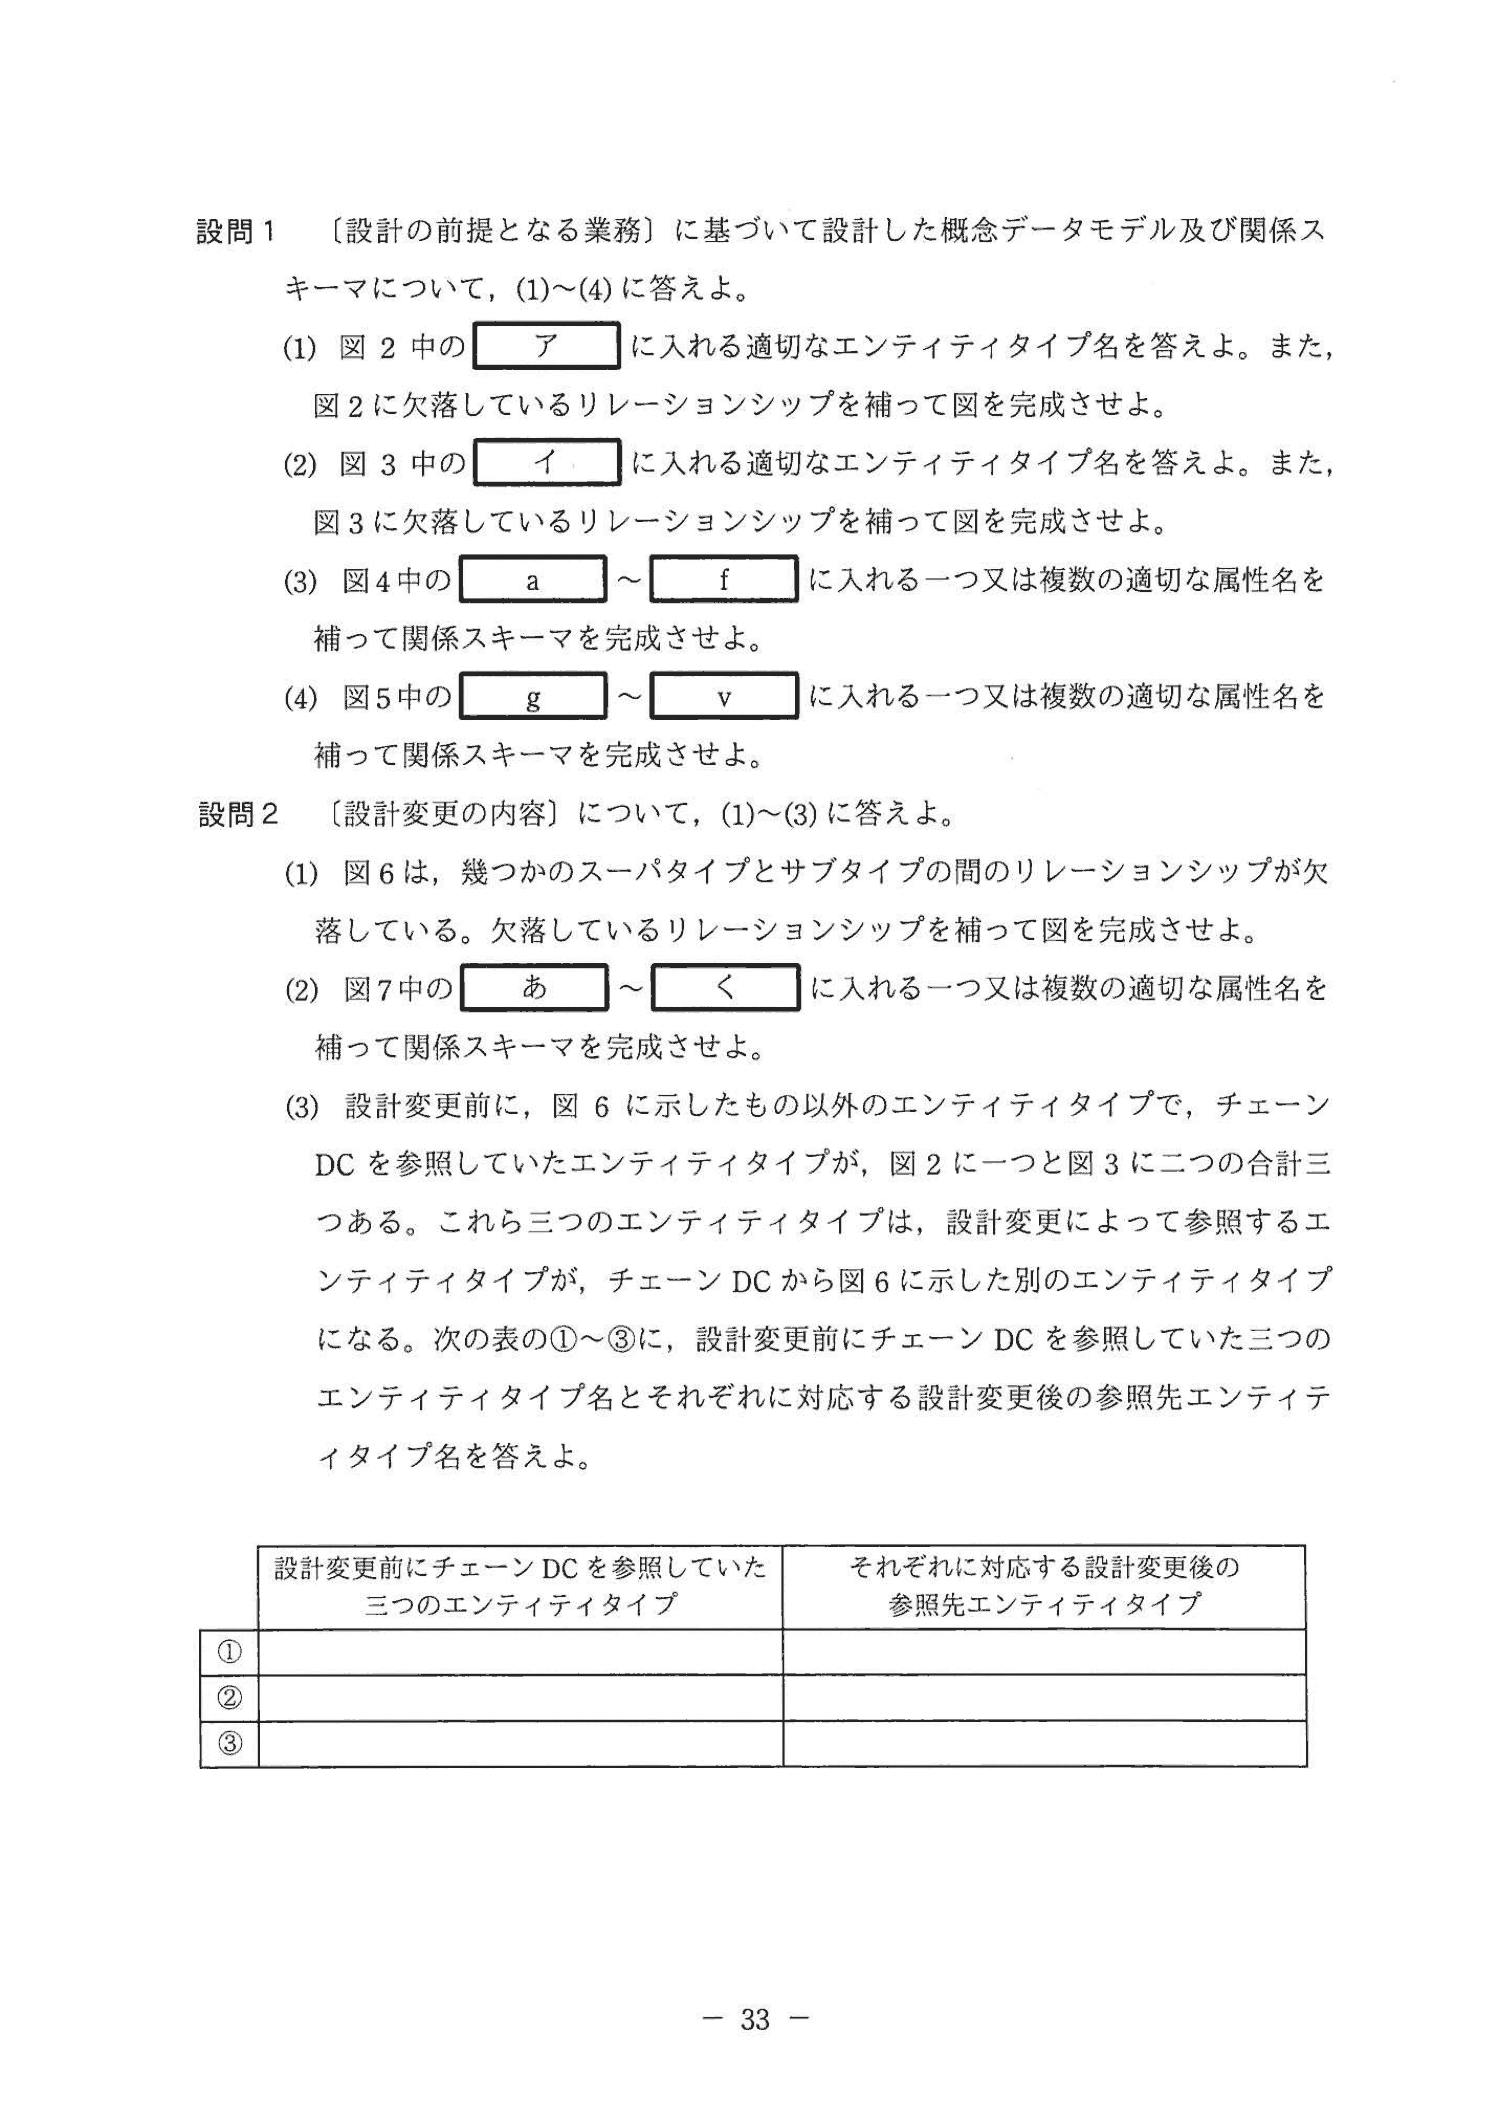 設問1 〔設計の前提となる業務〕に基づいて設計した概念データモデル及び関係ス
キーマについて，(1)～(4)に答えよ。
(1) 図2中の ア に入れる適切なエンティティタイプ名を答えよ。また，
図2に欠落しているリレーションシップを補って図を完成させよ。
(2) 図3中の イ に入れる適切なエンティティタイプ名を答えよ。また，
図3に欠落しているリレーションシップを補って図を完成させよ。
(3) 図4中の a ～ f に入れる一つ又は複数の適切な属性名を
補って関係スキーマを完成させよ。
(4) 図5中の g ～ v に入れる一つ又は複数の適切な属性名を
補って関係スキーマを完成させよ。
設問2 〔設計変更の内容〕について，(1)～(3)に答えよ。
(1) 図6は，幾つかのスーパタイプとサブタイプの間のリレーションシップが欠
落している。欠落しているリレーションシップを補って図を完成させよ。
(2) 図7中の あ ～ く に入れる一つ又は複数の適切な属性名を
補って関係スキーマを完成させよ。
(3) 設計変更前に，図6に示したもの以外のエンティティタイプで，チェーン
DCを参照していたエンティティタイプが，図2に一つと図3に二つの合計三
つある。これら三つのエンティティタイプは，設計変更によって参照するエ
ンティティタイプが，チェーンDCから図6に示した別のエンティティタイプ
になる。次の表の①～③に，設計変更前にチェーンDCを参照していた三つの
エンティティタイプ名とそれぞれに対応する設計変更後の参照先エンティテ
ィタイプ名を答えよ。
設計変更前にチェーンDCを参照していた
三つのエンティティタイプ
それぞれに対応する設計変更後の
参照先エンティティタイプ
①
②
③
－ 33 －